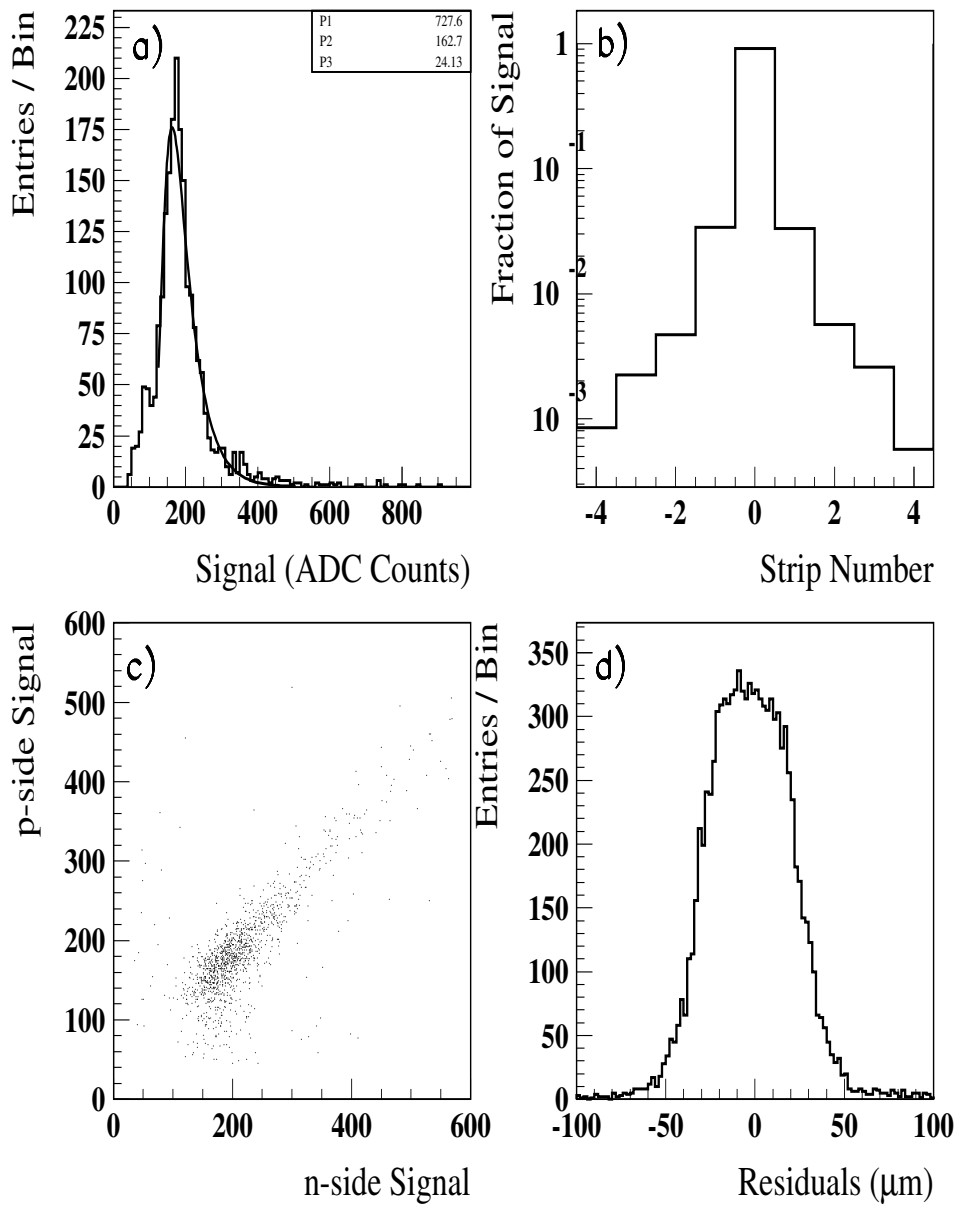 a)
P1 727.6
P2 162.7
P3 24.13
Entries / Bin
225
200
175
150
125
100
75
50
25
0
0 200 400 600 800
Signal (ADC Counts)
b)
Fraction of Signal
1
10 -1
10 -2
10 -3
-4 -2 0 2 4
Strip Number
c)
p-side Signal
600
500
400
300
200
100
0
0 200 400 600
n-side Signal
d)
Entries / Bin
350
300
250
200
150
100
50
0
-100 -50 0 50 100
Residuals (μm)